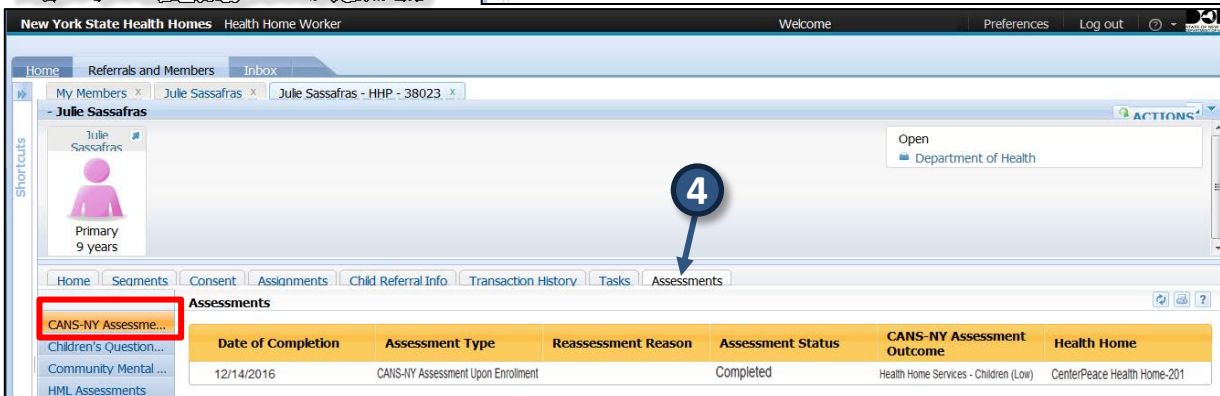 New York State Health Homes Health Home Worker Welcome Preferences Log out
Home Referrals and Members Inbox
My Members x Julie Sassafras x Julie Sassafras - HHP - 38023 x
- Julie Sassafras ACTIONS
Shortcuts
Julie
Sassafras
Primary
9 years
Open
Department of Health
4
Home Segments Consent Assignments Child Referral Info Transaction History Tasks Assessments
Assessments
CANS-NY Assessme...
Children's Question...
Community Mental ...
HML Assessments
Date of Completion Assessment Type Reassessment Reason Assessment Status CANS-NY Assessment Outcome Health Home
12/14/2016 CANS-NY Assessment Upon Enrollment Completed Health Home Services - Children (Low) CenterPeace Health Home-201